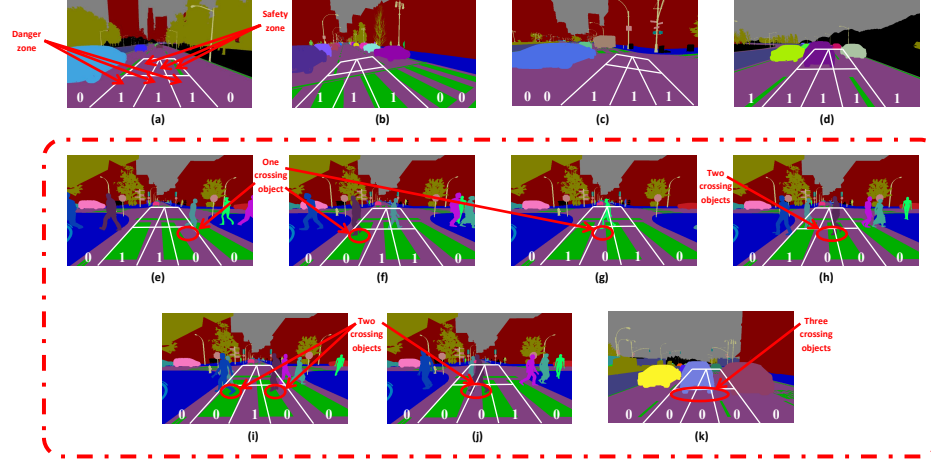 Danger
zone
Safety
zone
0 1 1 1 0
1 1 1 0 0
0 0 1 1 1
1 1 1 1 1
(a)
(b)
(c)
(d)
One
crossing
object
Two
crossing
objects
0 1 1 0 0
0 0 1 1 0
0 1 0 1 0
0 1 0 0 0
(e)
(f)
(g)
(h)
Two
crossing
objects
Three
crossing
objects
0 0 1 0 0
0 0 0 1 0
0 0 0 0 0
(i)
(j)
(k)